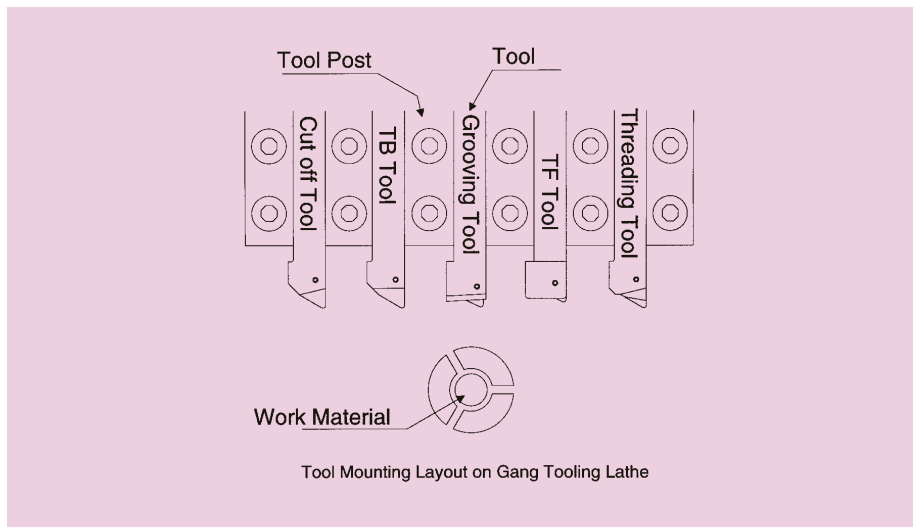 Tool Post
Tool
Cut off Tool
TB Tool
Grooving Tool
TF Tool
Threading Tool
Work Material
Tool Mounting Layout on Gang Tooling Lathe